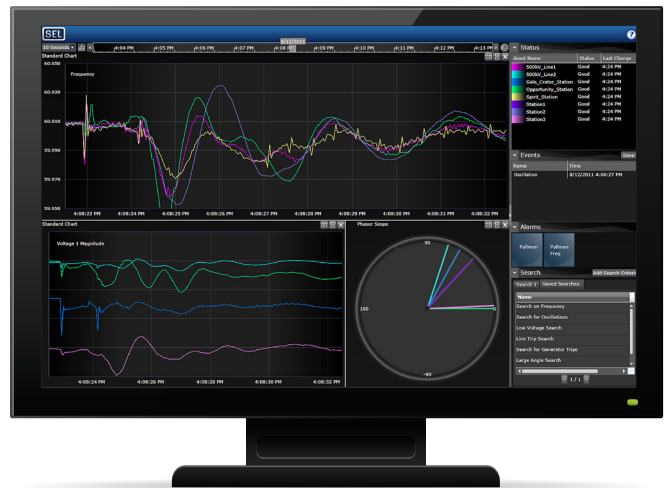 SEL
?
10 Seconds
8/12/2011
4:04 PM 4:05 PM 4:06 PM 4:07 PM 4:08 PM 4:09 PM 4:10 PM 4:11 PM 4:12 PM 4:13 P
Standard Chart
60.050
Frequency
60.030
60.010
59.990
59.970
59.950
4:08:23 PM 4:08:24 PM 4:08:25 PM 4:08:26 PM 4:08:27 PM 4:08:28 PM 4:08:29 PM 4:08:30 PM 4:08:31 PM 4:08:32 PM
Standard Chart
Voltage 1 Magnitude
4:08:24 PM 4:08:26 PM 4:08:28 PM 4:08:30 PM 4:08:32 PM
Phasor Scope
90
180
0
-90
Status
Asset Name Status Last Change
500kV_Line1 Good 4:24 PM
500kV_Line2 Good 4:24 PM
Gale_Crater_Station Good 4:24 PM
Opportunity_Station Good 4:24 PM
Spirit_Station Good 4:24 PM
Station1 Good 4:24 PM
Station2 Good 4:24 PM
Station3 Good 4:24 PM
Events
Save
Name Time
Oscillation 8/12/2011 4:08:27 PM
Alarms
Pullman
Pullman
Freq
Search
Add Search Criteria
Search 1 Saved Searches
Name
Search on Frequency
Search for Oscillations
Low Voltage Search
Line Trip Search
Search for Generator Trips
Large Angle Search
1 / 1